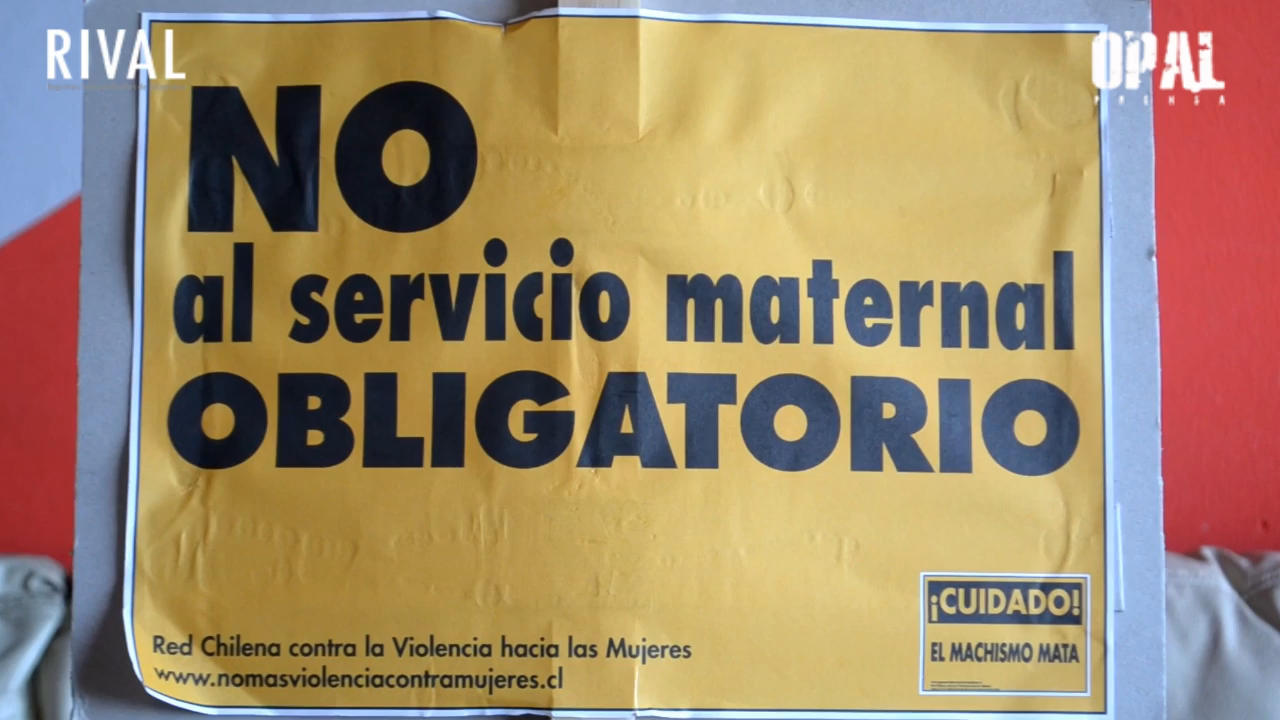 RIVAL
OPAL
PRENSA
NO
al servicio maternal
OBLIGATORIO
¡CUIDADO!
EL MACHISMO MATA
Red Chilena contra la Violencia hacia las Mujeres
www.nomasviolenciacontramujeres.cl